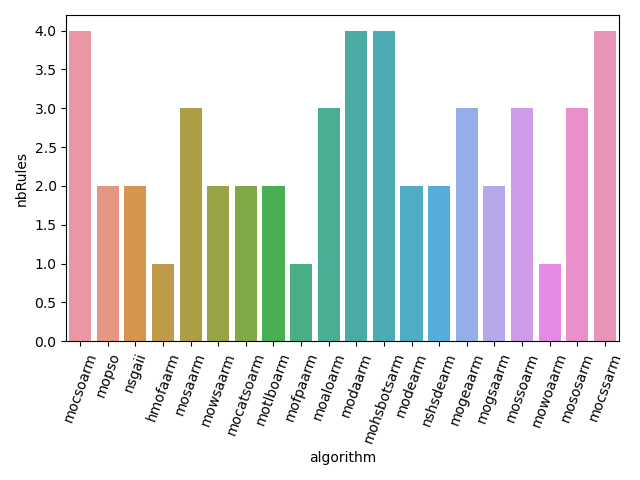 4.0
3.5
3.0
2.5
2.0
1.5
1.0
0.5
0.0
nbRules
mocsoarm
mopso
nsgaii
hmofaarm
mosaarm
mowsaarm
mocatsoarm
motlboarm
mofpaarm
moaloarm
modaarm
mohsbotsarm
modearm
nshsdearm
mogeaarm
mogsaarm
mossoarm
mowoaarm
mososarm
mocssarm
algorithm